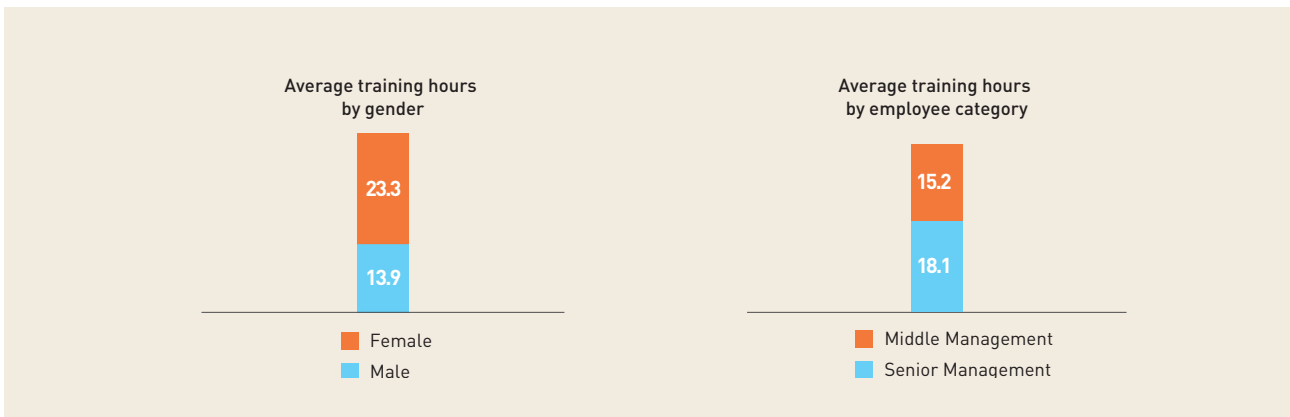 Average training hours
by gender
23.3
13.9
Female
Male
Average training hours
by employee category
15.2
18.1
Middle Management
Senior Management